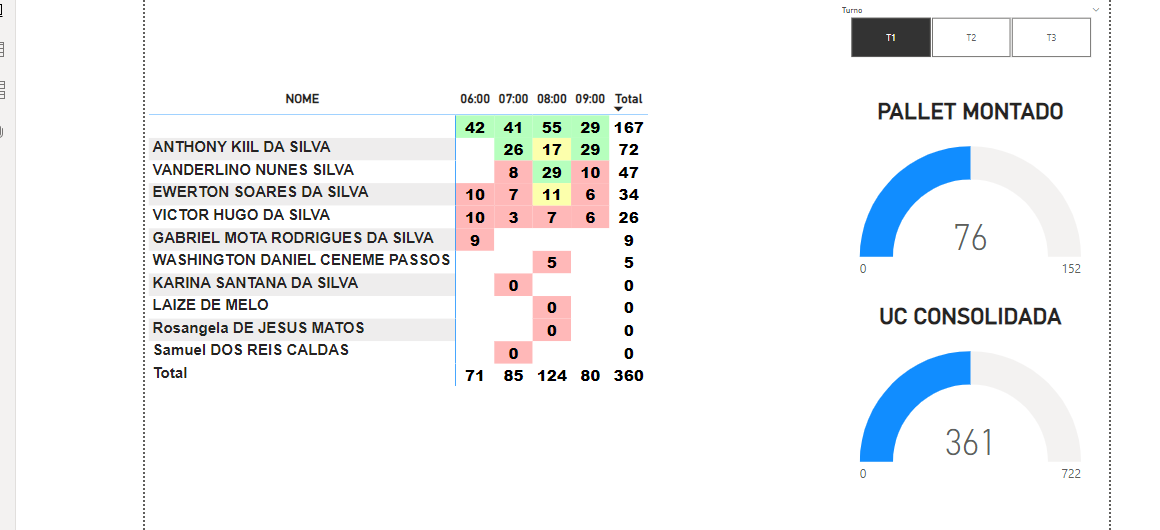 Turno
T1 T2 T3
NOME 06:00 07:00 08:00 09:00 Total
42 41 55 29 167
ANTHONY KIIL DA SILVA 26 17 29 72
VANDERLINO NUNES SILVA 8 29 10 47
EWERTON SOARES DA SILVA 10 7 11 6 34
VICTOR HUGO DA SILVA 10 3 7 6 26
GABRIEL MOTA RODRIGUES DA SILVA 9 9
WASHINGTON DANIEL CENEME PASSOS 5 5
KARINA SANTANA DA SILVA 0 0
LAIZE DE MELO 0 0
Rosangela DE JESUS MATOS 0 0
Samuel DOS REIS CALDAS 0 0
Total 71 85 124 80 360
PALLET MONTADO
76
0 152
UC CONSOLIDADA
361
0 722